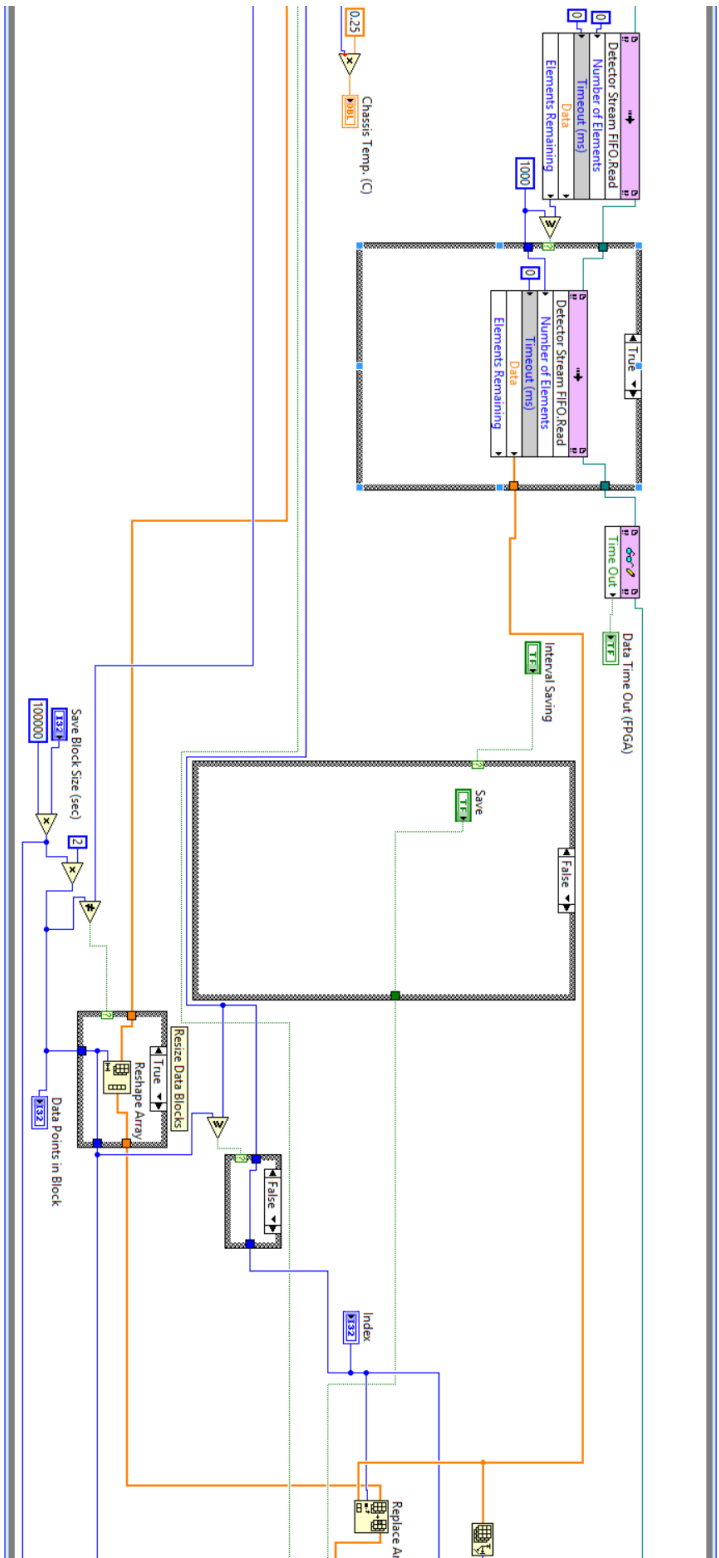 0
0
Detector Stream FIFO.Read
Number of Elements
Timeout (ms)
Data
Elements Remaining
0.25
x
DBL
Chassis Temp. (C)
1000
≥
?
True
0
Detector Stream FIFO.Read
Number of Elements
Timeout (ms)
Data
Elements Remaining
Time Out
TF
Data Time Out (FPGA)
Interval Saving
TF
?
False
Save
TF
Save Block Size (sec)
I32
100000
x
2
x
≠
?
Resize Data Blocks
True
Reshape Array
Data Points in Block
I32
≥
?
False
Index
I32
Replace Ar